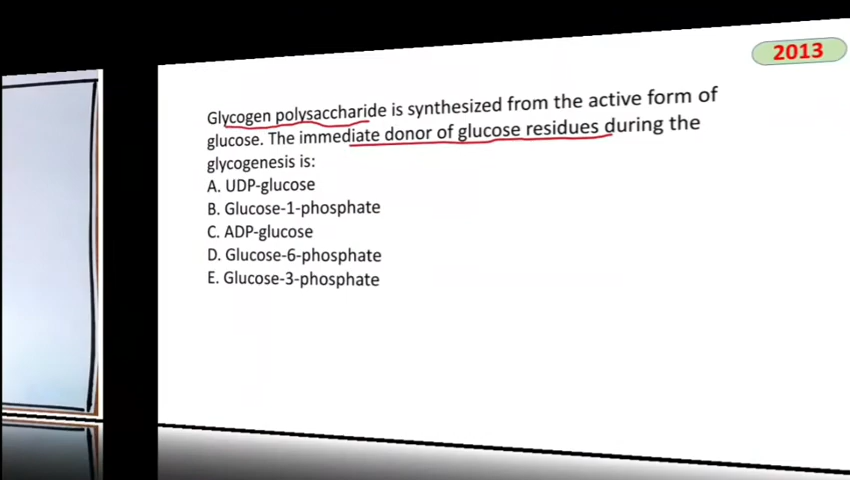 2013
Glycogen polysaccharide is synthesized from the active form of
glucose. The immediate donor of glucose residues during the
glycogenesis is:
A. UDP-glucose
B. Glucose-1-phosphate
C. ADP-glucose
D. Glucose-6-phosphate
E. Glucose-3-phosphate